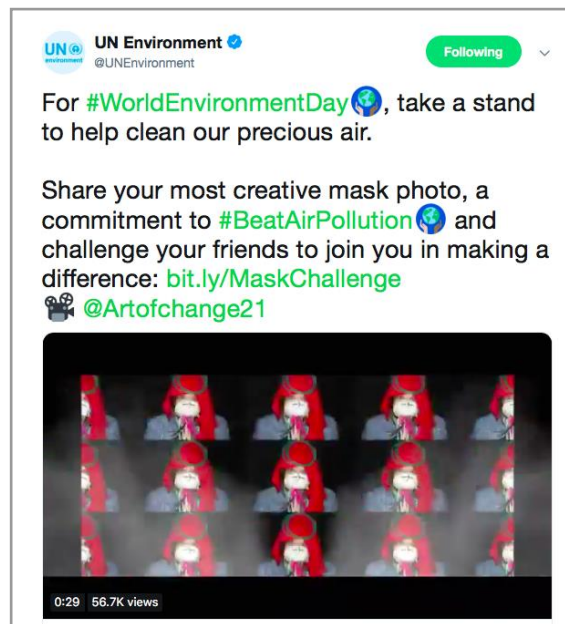 UN
environment
UN Environment
@UNEnvironment
Following
For #WorldEnvironmentDay, take a stand
to help clean our precious air.
Share your most creative mask photo, a
commitment to #BeatAirPollution and
challenge your friends to join you in making a
difference: bit.ly/MaskChallenge
@Artofchange21
0:29 56.7K views